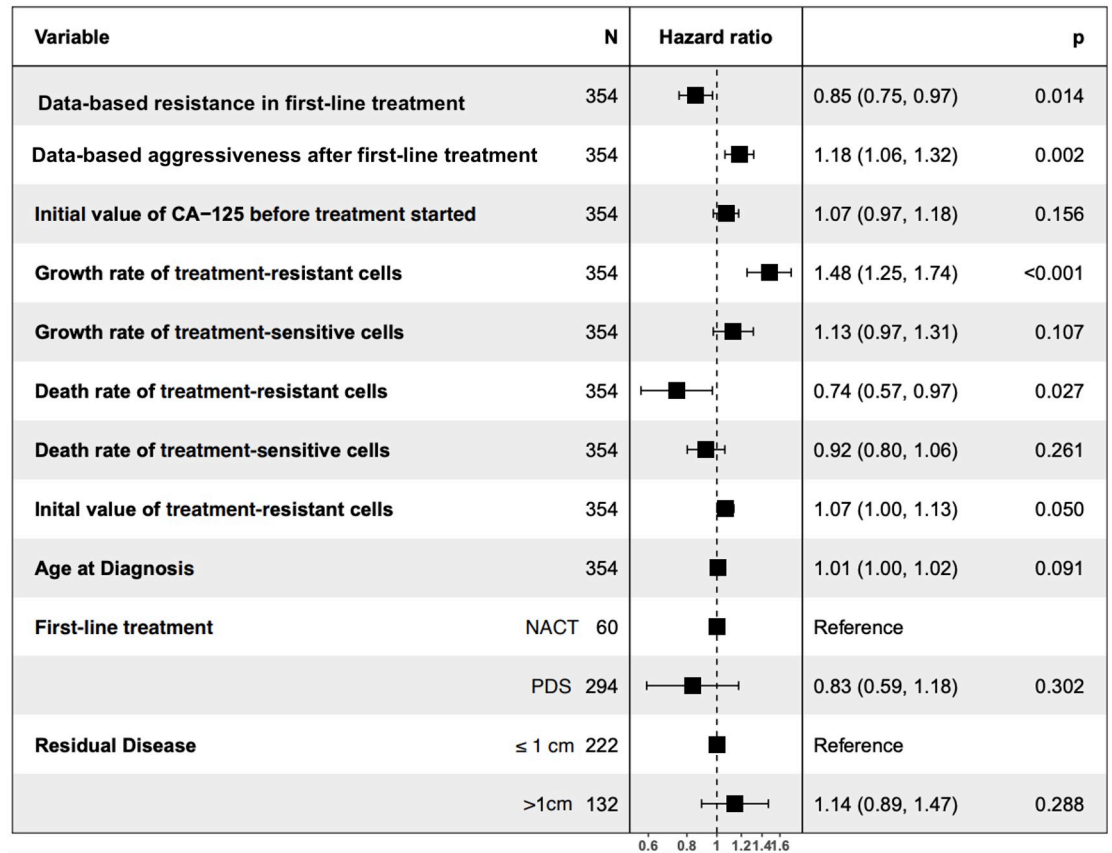 Variable N Hazard ratio p
Data-based resistance in first-line treatment 354 0.85 (0.75, 0.97) 0.014
Data-based aggressiveness after first-line treatment 354 1.18 (1.06, 1.32) 0.002
Initial value of CA−125 before treatment started 354 1.07 (0.97, 1.18) 0.156
Growth rate of treatment-resistant cells 354 1.48 (1.25, 1.74) <0.001
Growth rate of treatment-sensitive cells 354 1.13 (0.97, 1.31) 0.107
Death rate of treatment-resistant cells 354 0.74 (0.57, 0.97) 0.027
Death rate of treatment-sensitive cells 354 0.92 (0.80, 1.06) 0.261
Inital value of treatment-resistant cells 354 1.07 (1.00, 1.13) 0.050
Age at Diagnosis 354 1.01 (1.00, 1.02) 0.091
First-line treatment NACT 60 Reference
PDS 294 0.83 (0.59, 1.18) 0.302
Residual Disease ≤ 1 cm 222 Reference
>1cm 132 1.14 (0.89, 1.47) 0.288
0.6 0.8 1 1.2 1.4 1.6